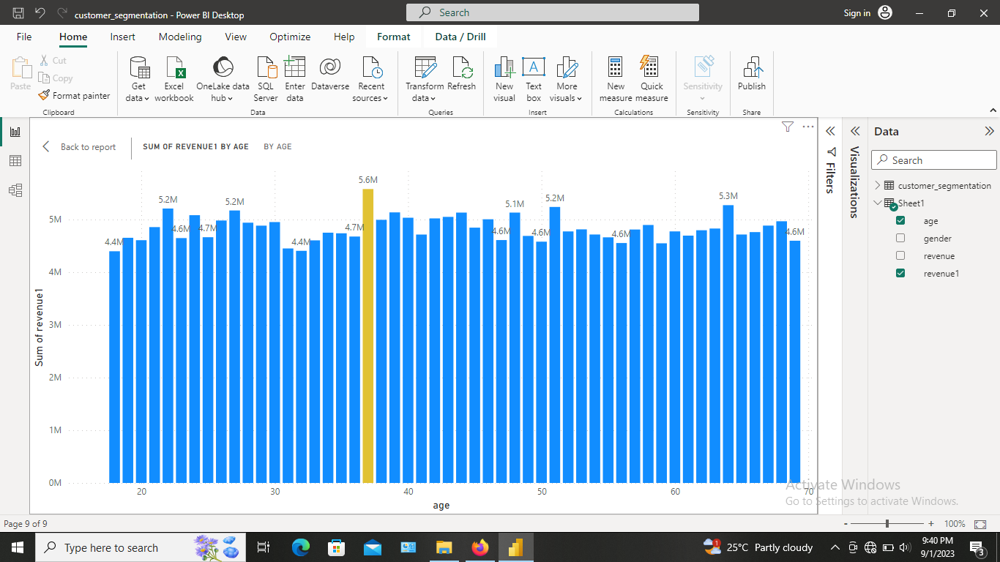 customer_segmentation - Power BI Desktop
Search
Sign in
File Home Insert Modeling View Optimize Help Format Data / Drill
Paste
Cut
Copy
Format painter
Clipboard
Get data
Excel workbook
OneLake data hub
SQL Server
Enter data
Dataverse
Recent sources
Data
Transform data
Refresh
Queries
New visual
Text box
More visuals
Insert
New measure
Quick measure
Calculations
Sensitivity
Sensitivity
Publish
Share
Back to report
SUM OF REVENUE1 BY AGE
BY AGE
5.6M
5.2M 5.2M 5.1M 5.2M 5.3M
4.4M 4.6M 4.7M 4.4M 4.7M 4.6M 4.6M 4.6M 4.6M
5M
4M
3M
2M
1M
0M
Sum of revenue1
20 30 40 50 60 70
age
Filters
Visualizations
Data
Search
customer_segmentation
Sheet1
age
gender
revenue
revenue1
Activate Windows
Go to Settings to activate Windows.
Page 9 of 9
- + 100%
Type here to search
1
25°C Partly cloudy
9:40 PM
9/1/2023
3